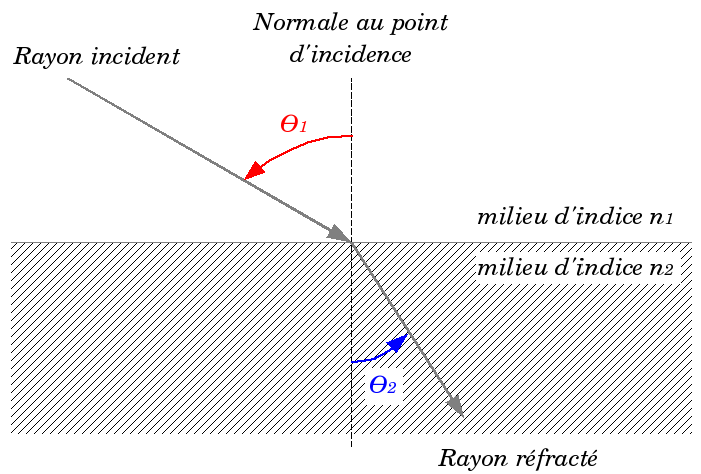 Normale au point
d'incidence
Rayon incident
Θ1
milieu d'indice n1
milieu d'indice n2
Θ2
Rayon réfracté